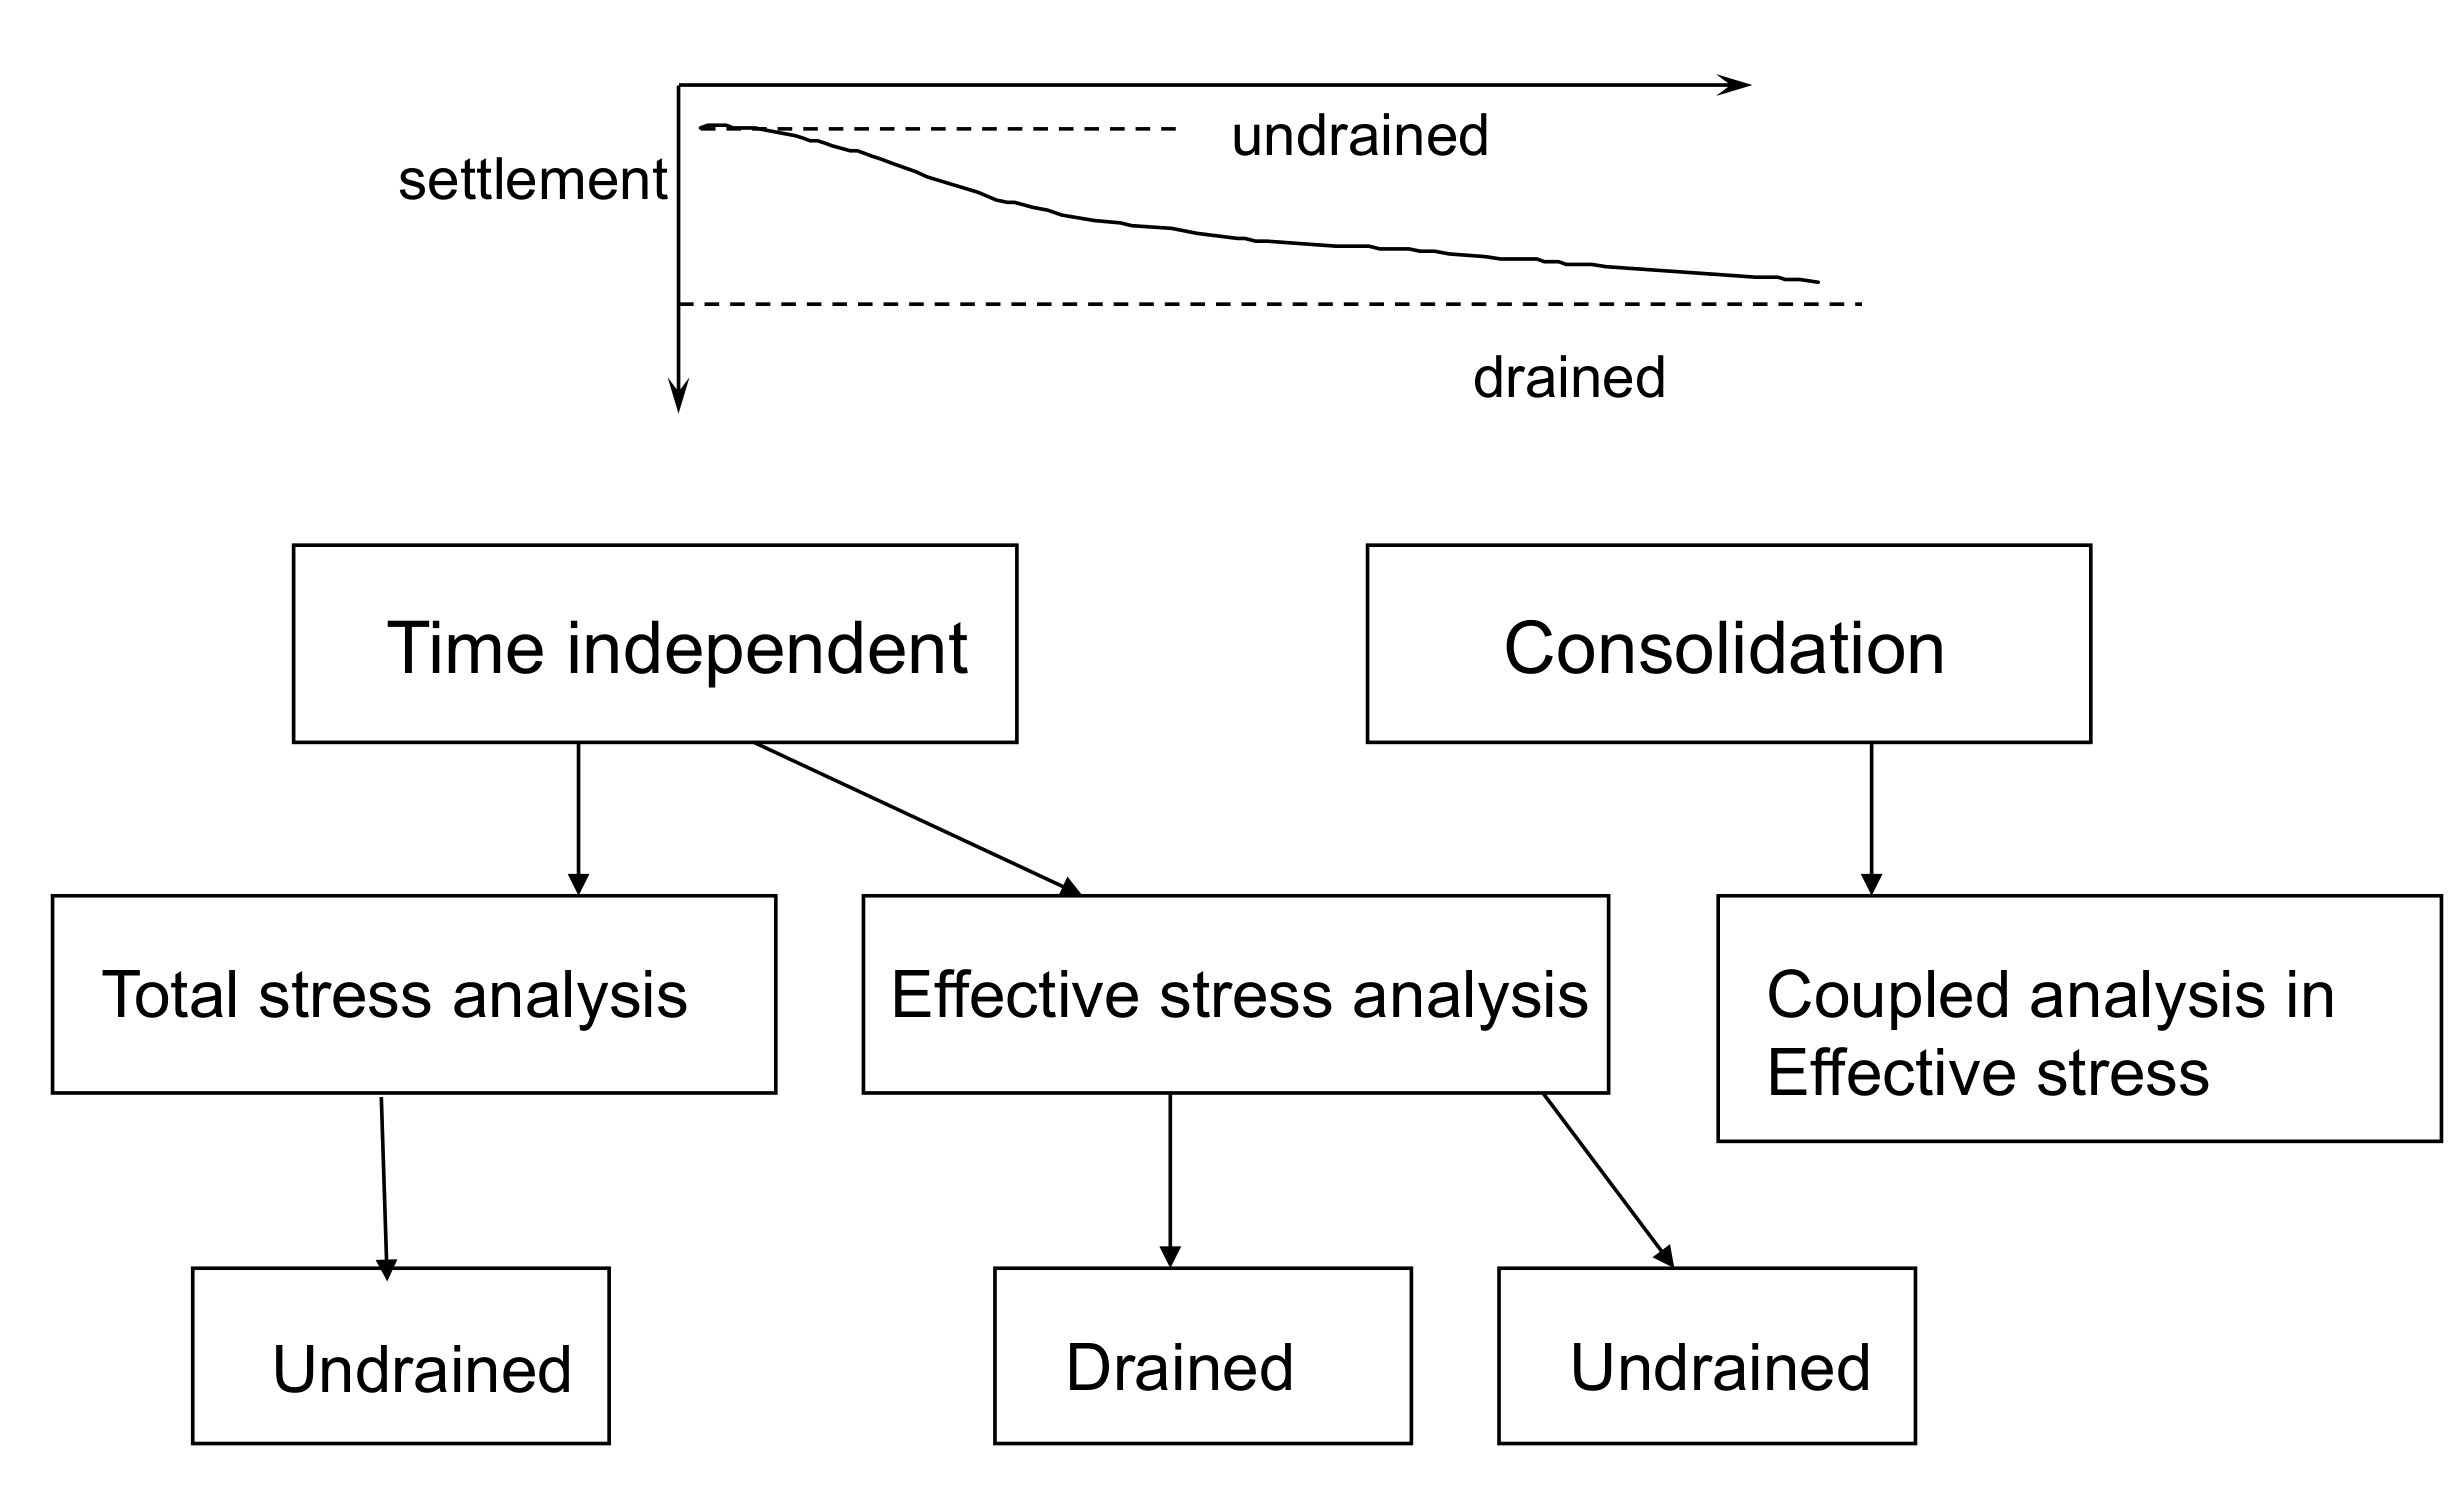 undrained
settlement
drained
Time independent
Consolidation
Total stress analysis
Effective stress analysis
Coupled analysis in
Effective stress
Undrained
Drained
Undrained